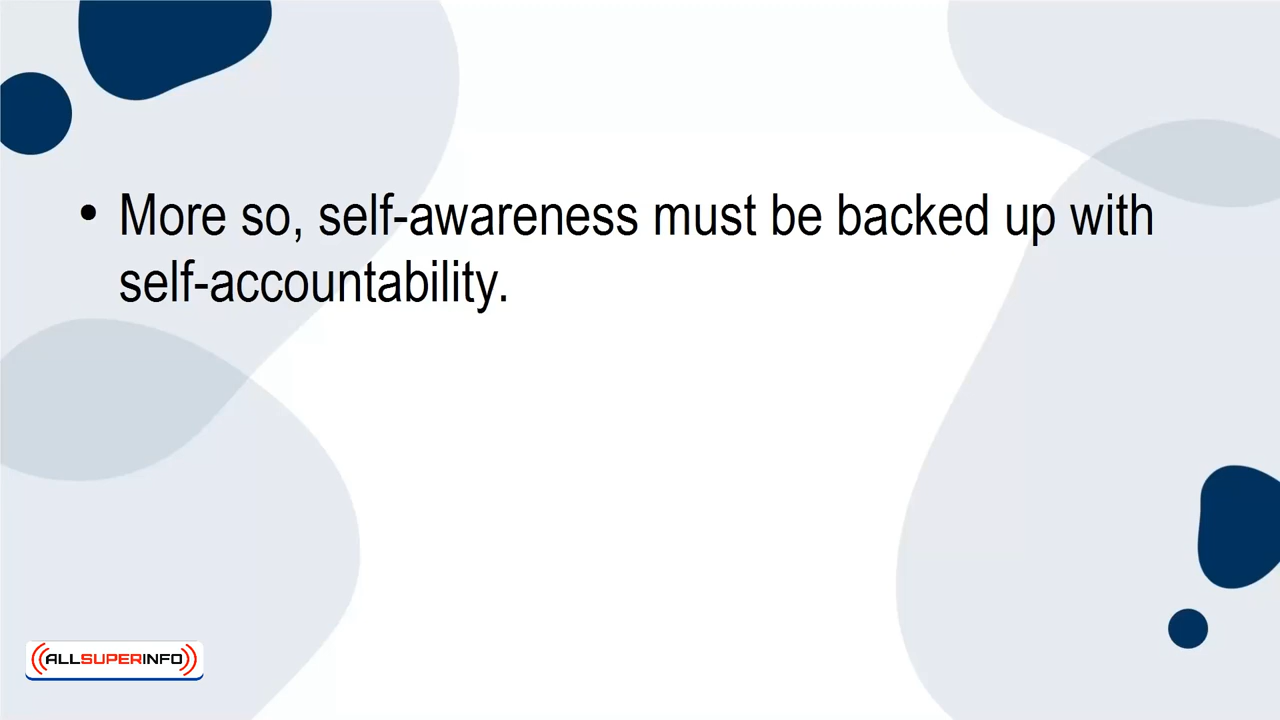 • More so, self-awareness must be backed up with
self-accountability.
ALLSUPERINFO